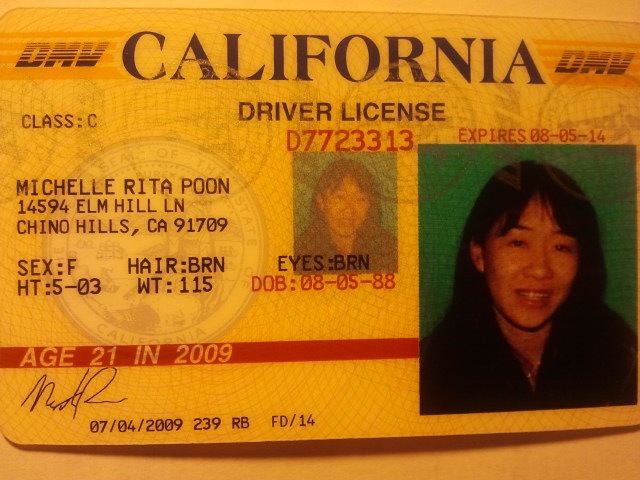 DMV CALIFORNIA DMV
DRIVER LICENSE
CLASS:C
D7723313
EXPIRES 08-05-14
MICHELLE RITA POON
14594 ELM HILL LN
CHINO HILLS, CA 91709
SEX:F HAIR:BRN EYES:BRN
HT:5-03 WT:115 DOB:08-05-88
AGE 21 IN 2009
07/04/2009 239 RB FD/14